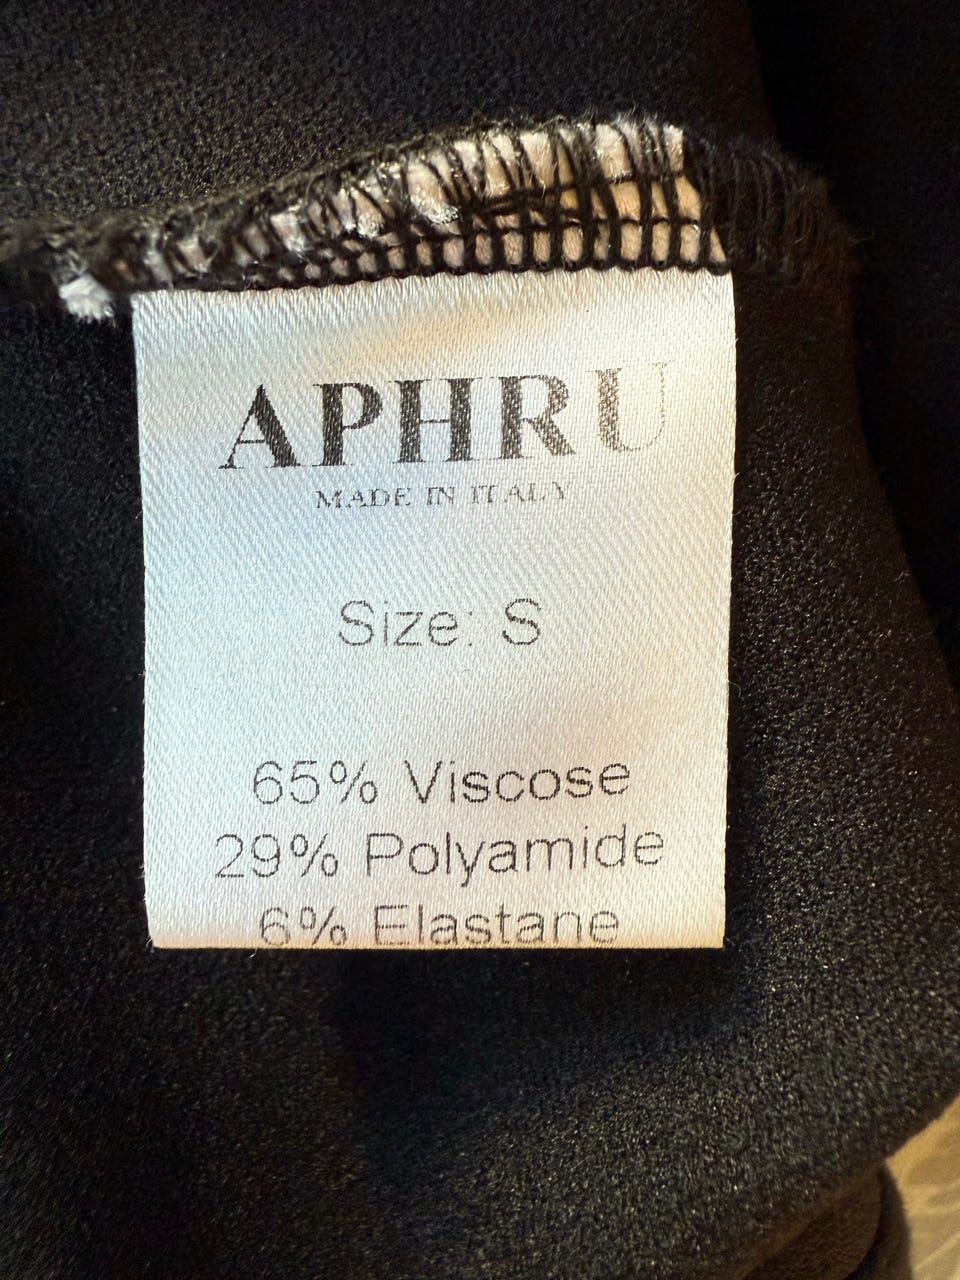 APHRU
MADE IN ITALY
Size: S
65% Viscose
29% Polyamide
6% Elastane